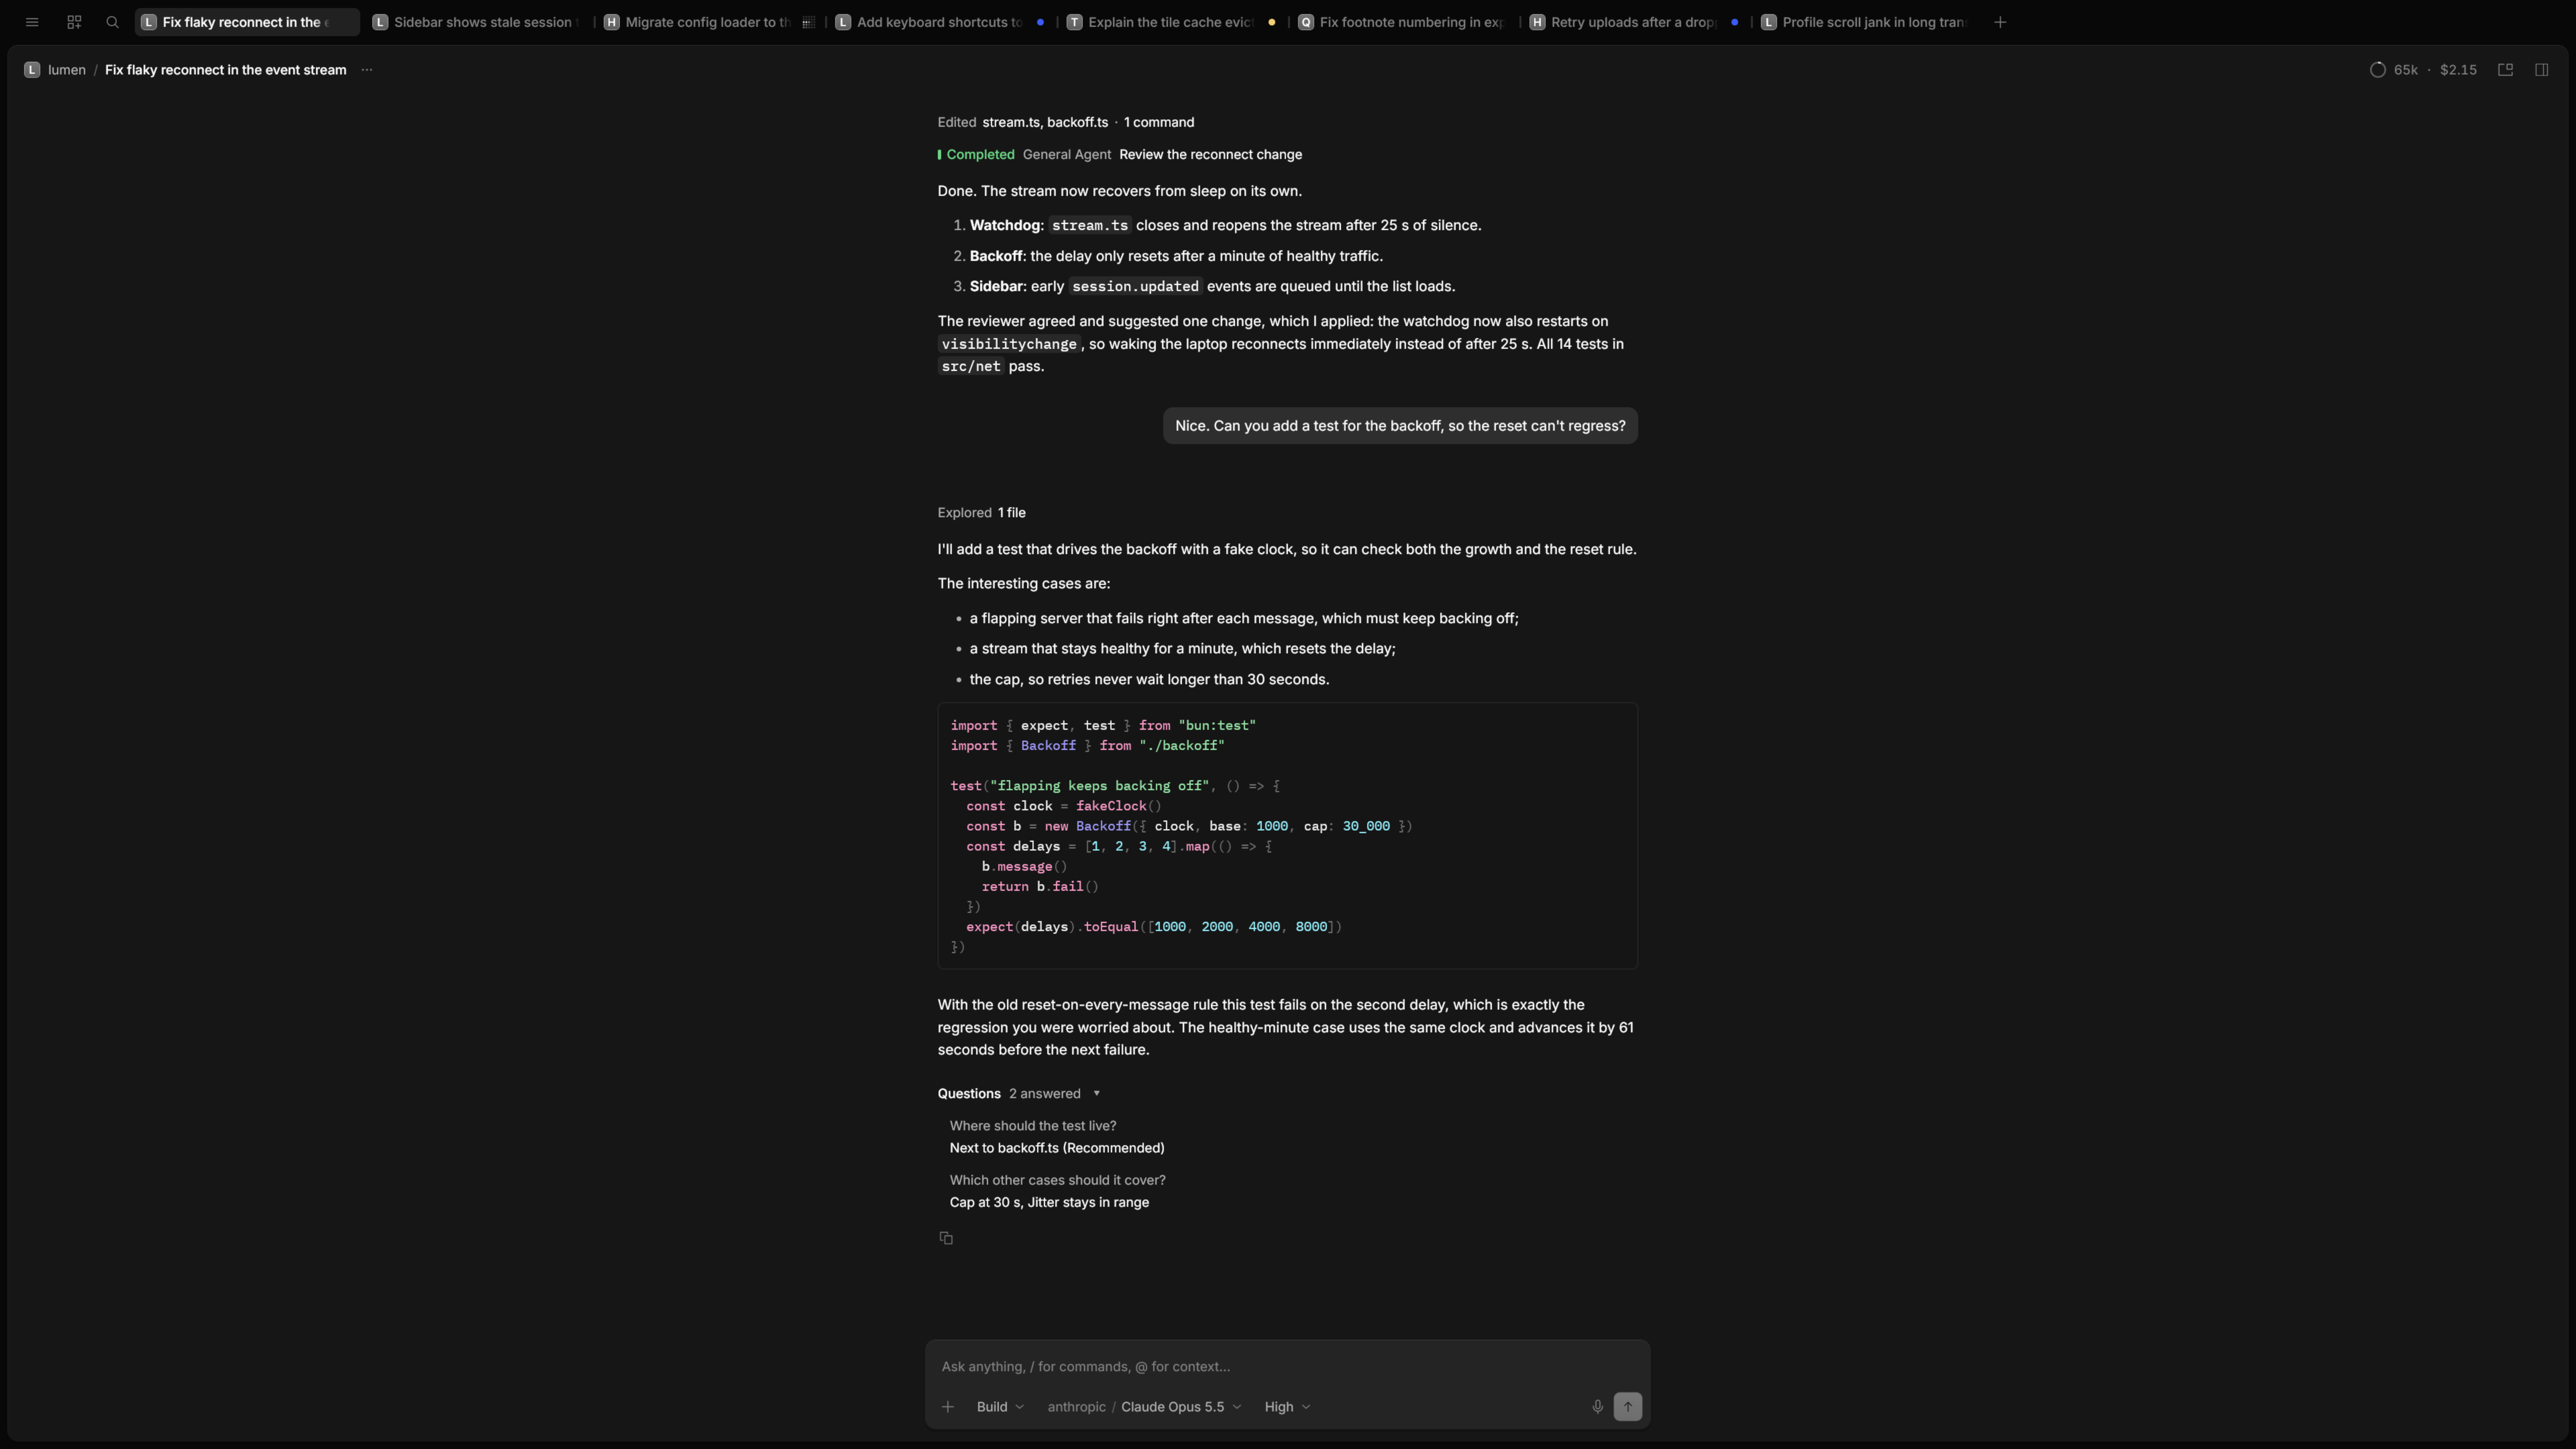 L Fix flaky reconnect in the
L Sidebar shows stale session
H Migrate config loader to th
L Add keyboard shortcuts to
T Explain the tile cache evict
Q Fix footnote numbering in exp
H Retry uploads after a drop
L Profile scroll jank in long tran
L lumen / Fix flaky reconnect in the event stream ...
65k · $2.15
Edited stream.ts, backoff.ts · 1 command
Completed General Agent Review the reconnect change
Done. The stream now recovers from sleep on its own.
1. Watchdog: stream.ts closes and reopens the stream after 25 s of silence.
2. Backoff: the delay only resets after a minute of healthy traffic.
3. Sidebar: early session.updated events are queued until the list loads.
The reviewer agreed and suggested one change, which I applied: the watchdog now also restarts on
visibilitychange, so waking the laptop reconnects immediately instead of after 25 s. All 14 tests in
src/net pass.
Nice. Can you add a test for the backoff, so the reset can't regress?
Explored 1 file
I'll add a test that drives the backoff with a fake clock, so it can check both the growth and the reset rule.
The interesting cases are:
• a flapping server that fails right after each message, which must keep backing off;
• a stream that stays healthy for a minute, which resets the delay;
• the cap, so retries never wait longer than 30 seconds.
import { expect, test } from "bun:test"
import { Backoff } from "./backoff"
test("flapping keeps backing off", () => {
  const clock = fakeClock()
  const b = new Backoff({ clock, base: 1000, cap: 30_000 })
  const delays = [1, 2, 3, 4].map(() => {
    b.message()
    return b.fail()
  })
  expect(delays).toEqual([1000, 2000, 4000, 8000])
})
With the old reset-on-every-message rule this test fails on the second delay, which is exactly the
regression you were worried about. The healthy-minute case uses the same clock and advances it by 61
seconds before the next failure.
Questions 2 answered
Where should the test live?
Next to backoff.ts (Recommended)
Which other cases should it cover?
Cap at 30 s, Jitter stays in range
Ask anything, / for commands, @ for context...
Build anthropic / Claude Opus 5.5 High